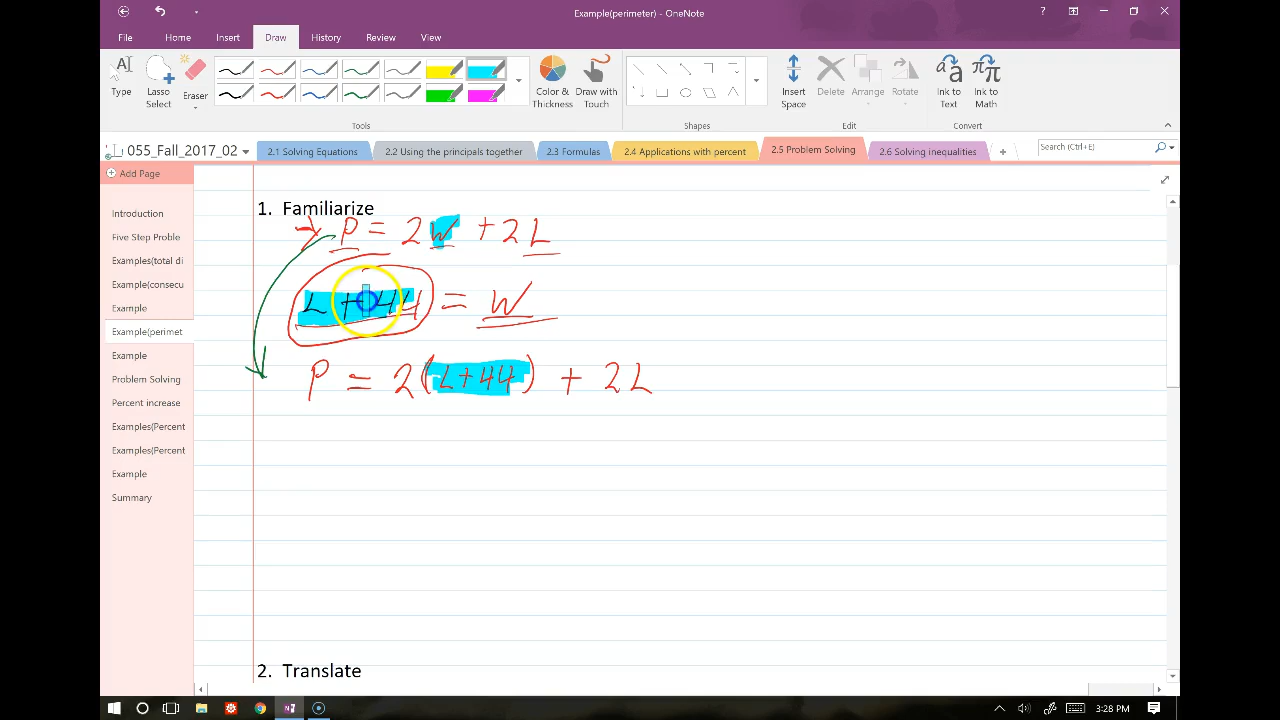 Example(perimeter) - OneNote
?
File Home Insert Draw History Review View
Type
Lasso Select
Eraser
Color & Thickness
Draw with Touch
Insert Space
Delete
Arrange
Rotate
Ink to Text
Ink to Math
Tools Shapes Edit Convert
055_Fall_2017_02
2.1 Solving Equations 2.2 Using the principals together 2.3 Formulas 2.4 Applications with percent 2.5 Problem Solving 2.6 Solving inequalities +
Search (Ctrl+E)
Add Page
Introduction
Five Step Proble
Examples(total di
Example(consecu
Example
Example(perimet
Example
Problem Solving
Percent increase
Examples(Percent
Examples(Percent
Example
Summary
1. Familiarize
P = 2W + 2L
L + 44 = W
P = 2(L+44) + 2L
2. Translate
3:28 PM